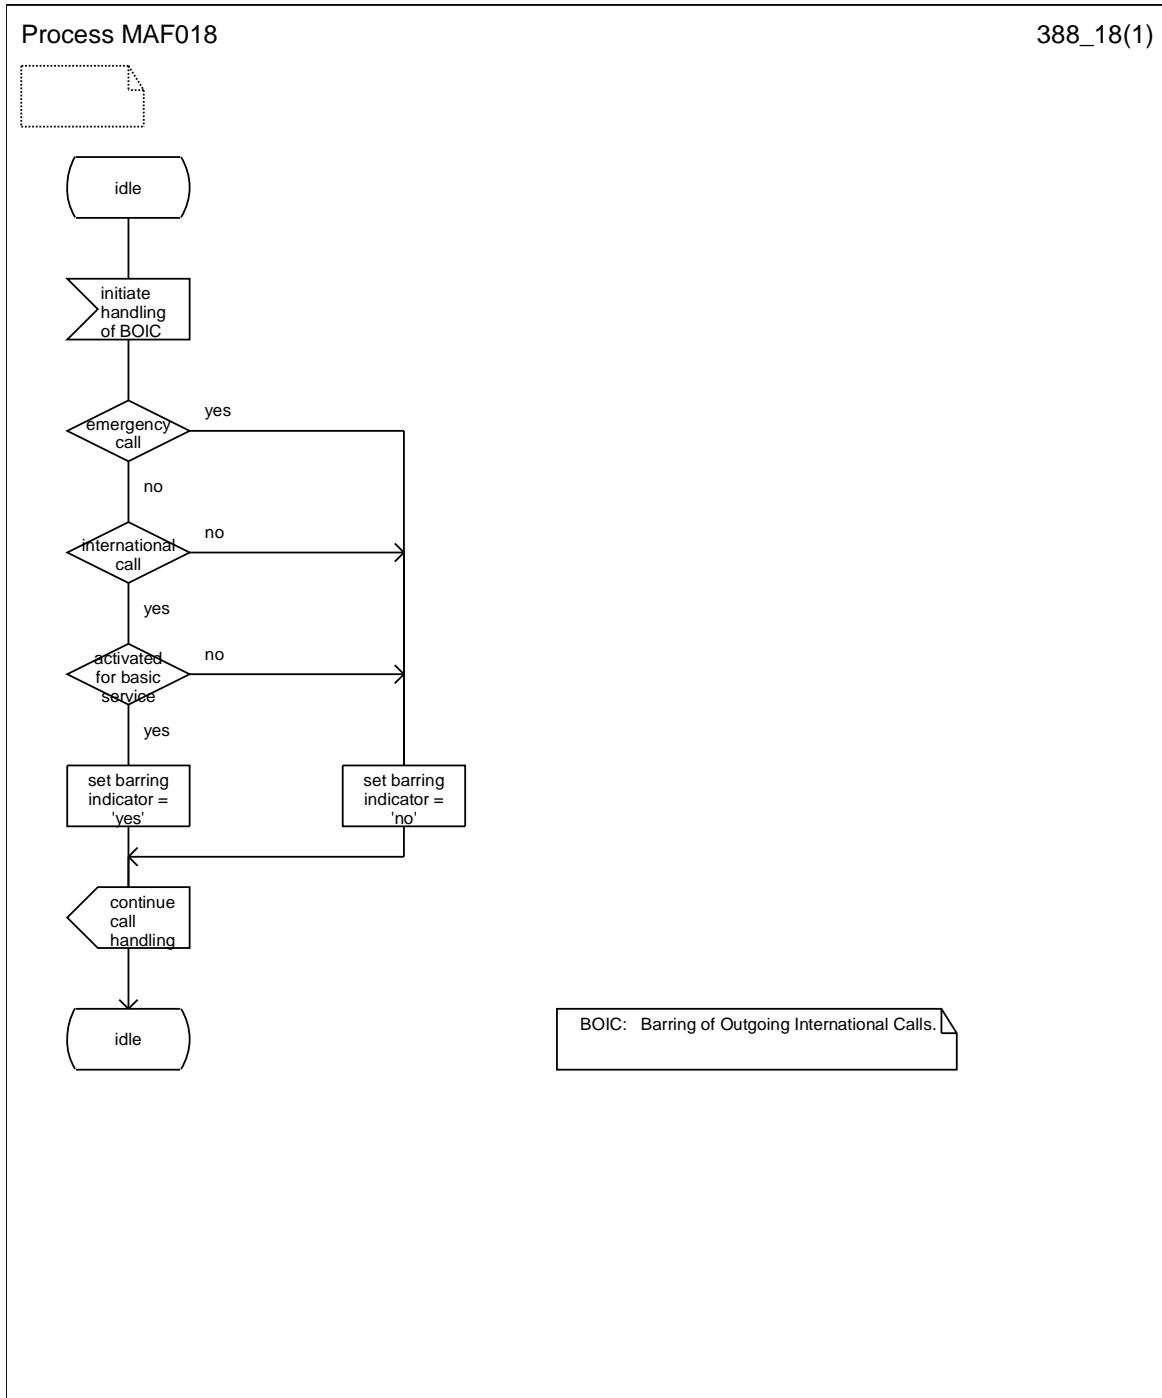 Process MAF018
388_18(1)
idle
initiate
handling
of BOIC
emergency
call
yes
no
international
call
no
yes
activated
for basic
service
no
yes
set barring
indicator =
'yes'
set barring
indicator =
'no'
continue
call
handling
idle
BOIC: Barring of Outgoing International Calls.